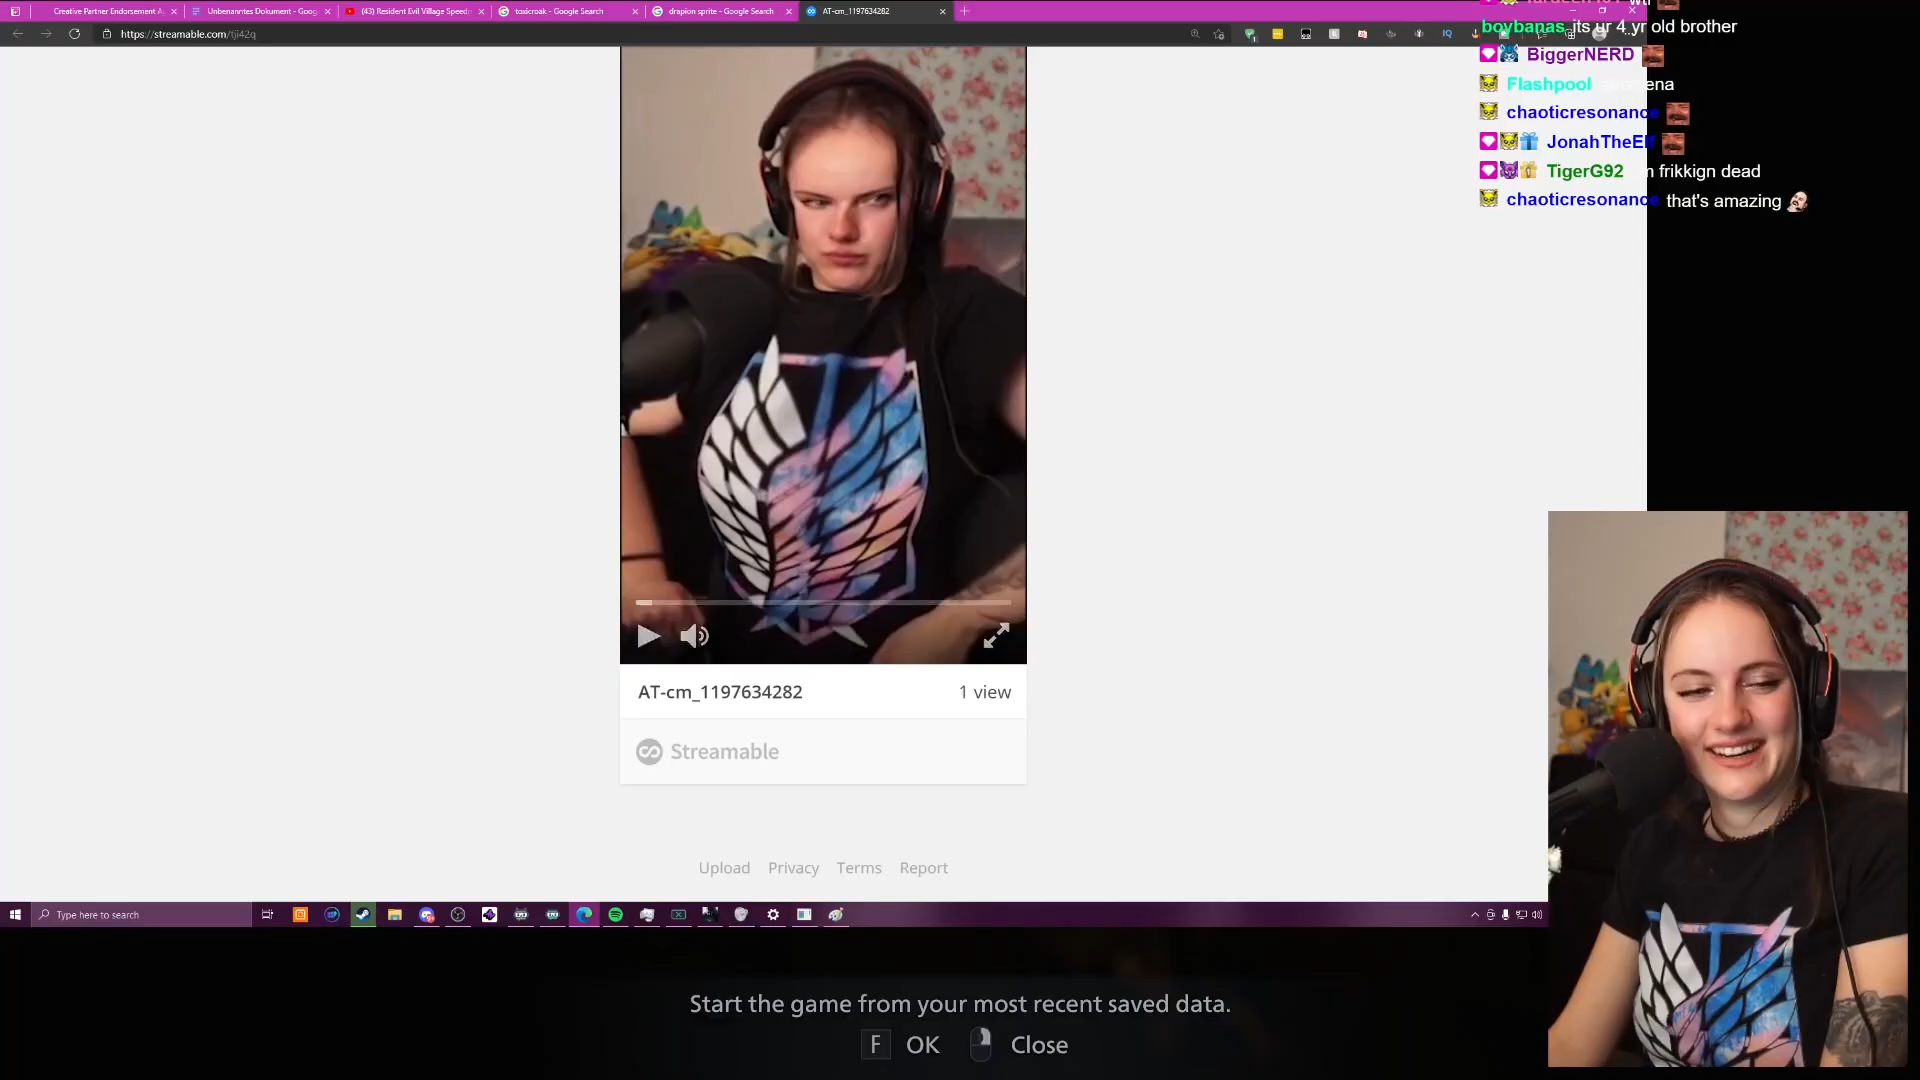 Creative Partner Endorsement A
Unbenanntes Dokument - Goog
(43) Resident Evil Village Speed
toxicroak - Google Search
drapion sprite - Google Search
AT-cm_1197634282
https://streamable.com/tji42q
boybanas its ur 4 yr old brother
BiggerNERD
Flashpool
chaoticresonance
JonahTheElf
TigerG92 frikkign dead
chaoticresonance that's amazing
AT-cm_1197634282
1 view
Streamable
Upload Privacy Terms Report
Type here to search
Start the game from your most recent saved data.
F OK Close